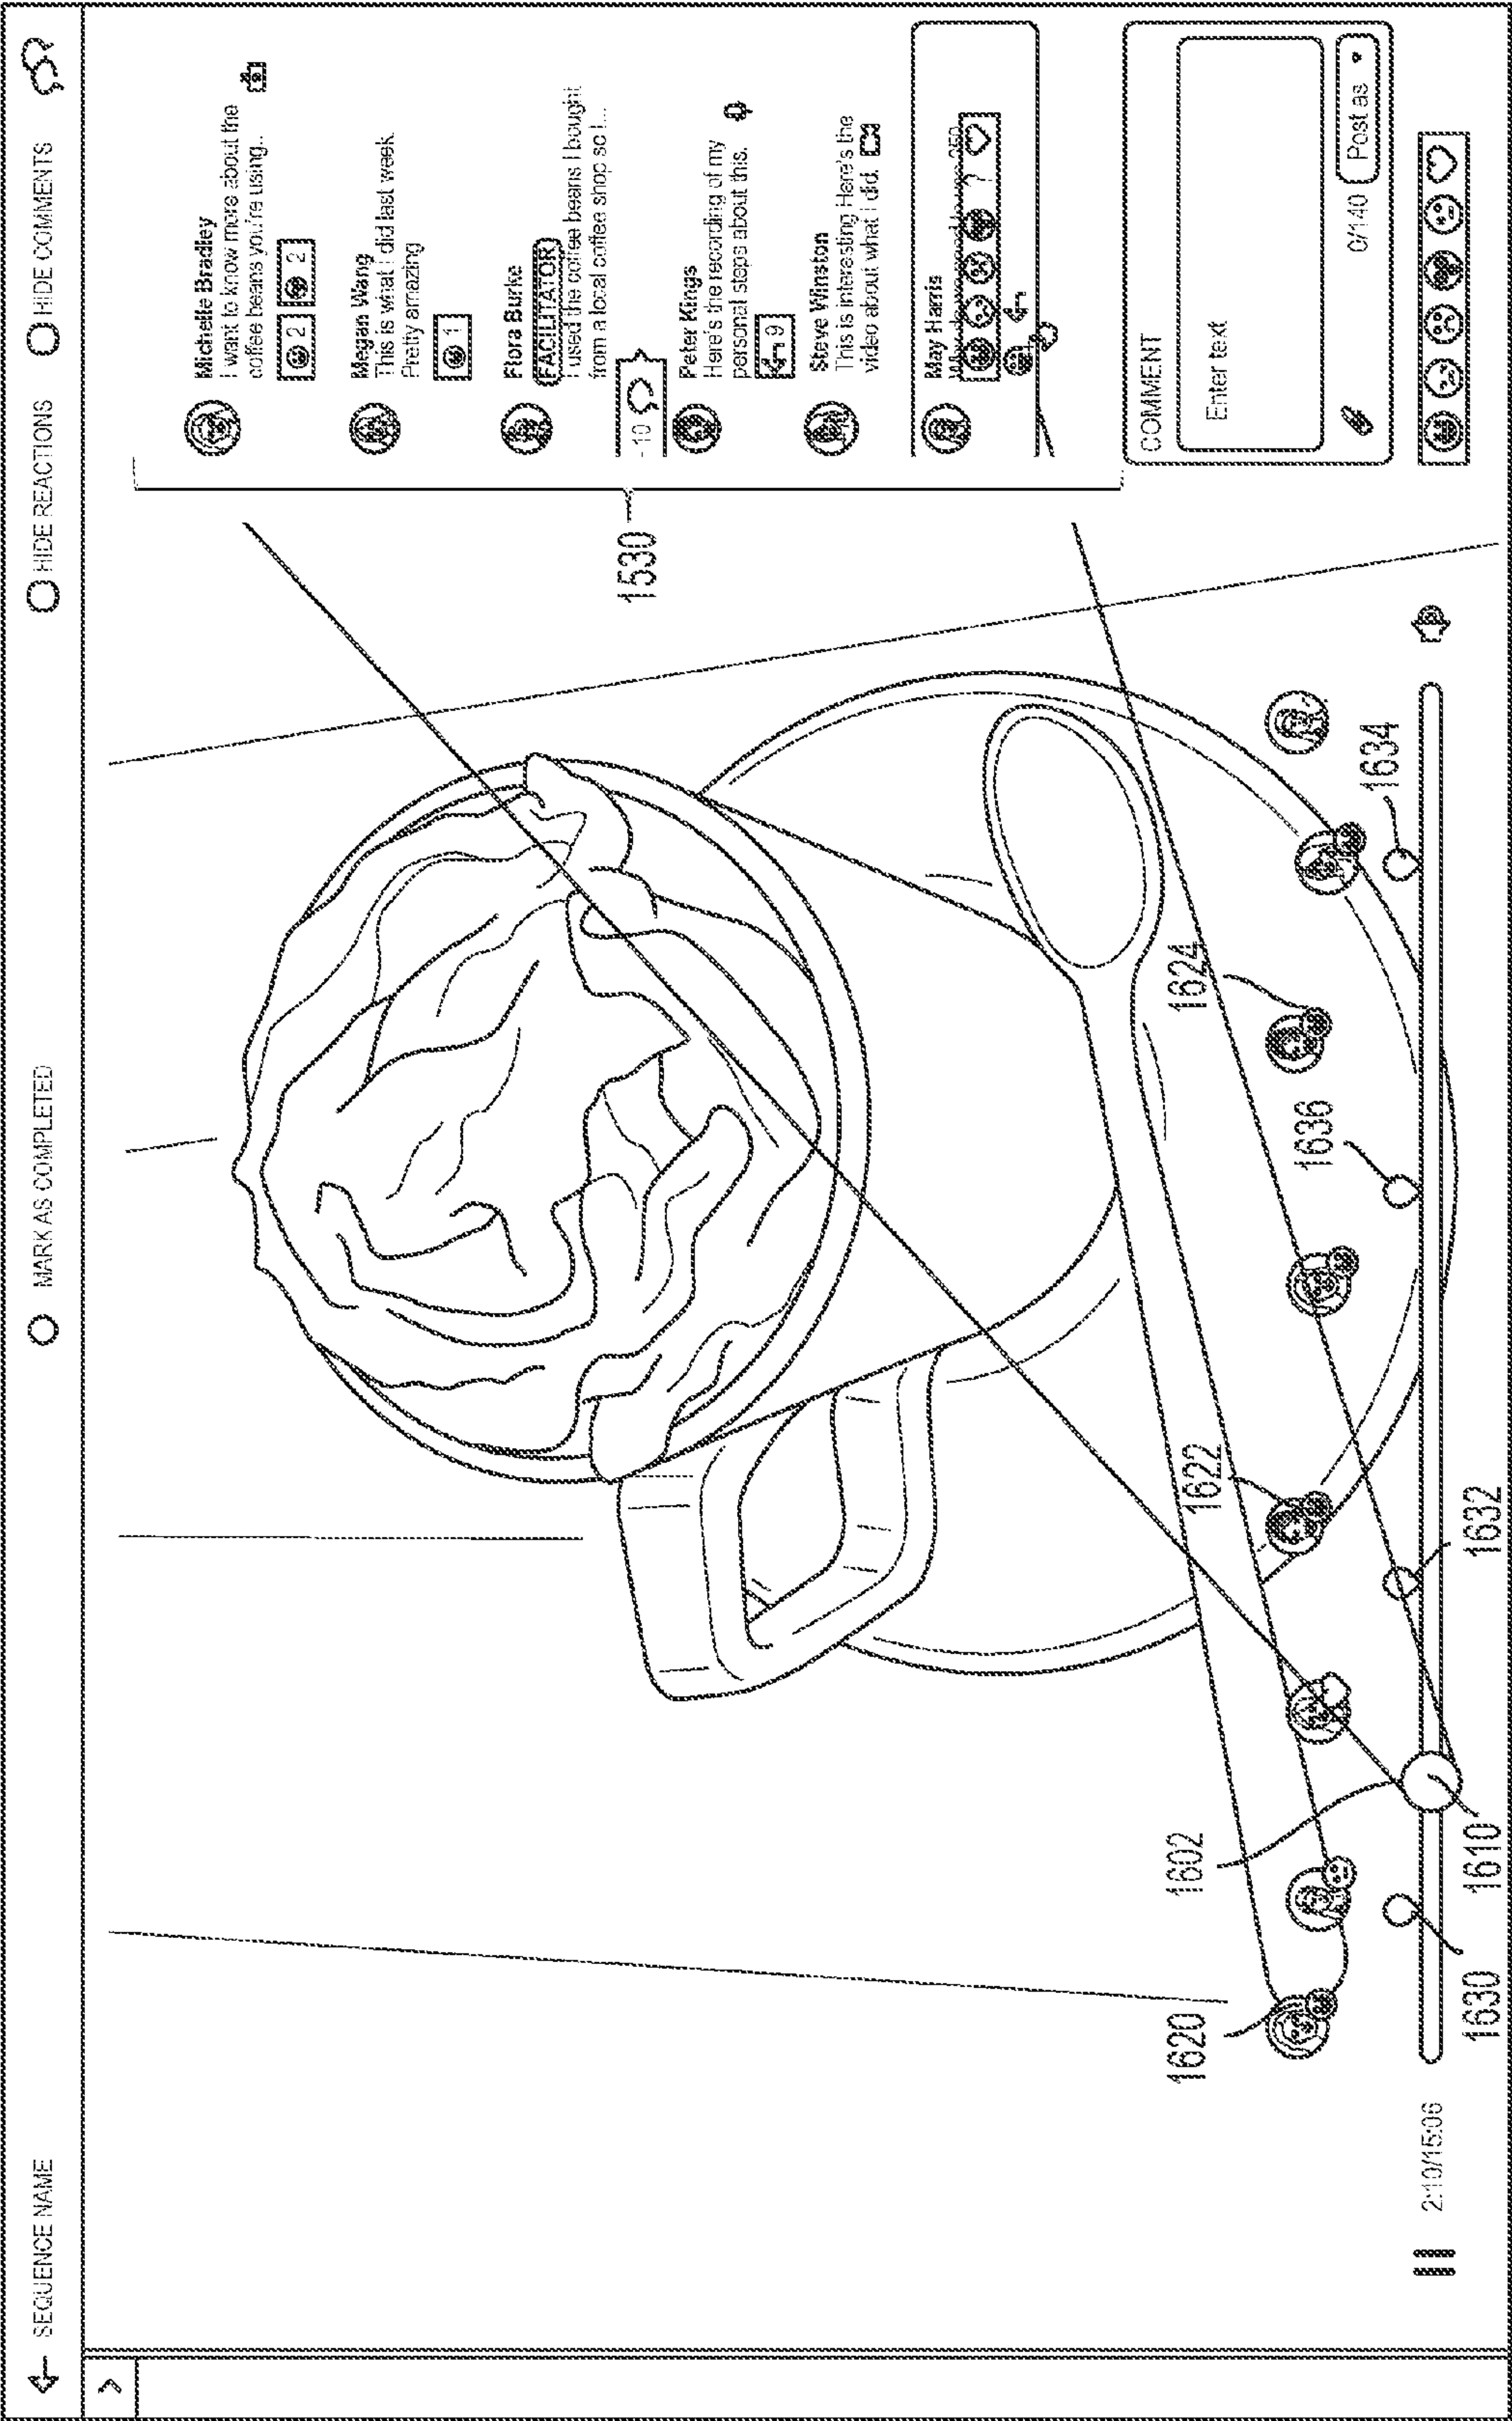 SEQUENCE NAME
MARK AS COMPLETED
HIDE REACTIONS
HIDE COMMENTS
Michelle Bradley
I want to know more about the
coffee beans you're using..
2
2
Megan Wang
This is what I did last week.
Pretty amazing
1
Flora Burke
FACILITATOR
I used the coffee beans I bought
from a local coffee shop so I...
10
1530
Peter Kings
Here's the recording of my
personal steps about this.
9
Steve Winston
This is interesting Here's the
video about what I did.
May Harris
?
COMMENT
Enter text
0/140
Post as
1620
1602
1622
1624
1636
1634
2:10/15:06
1630
1610
1632